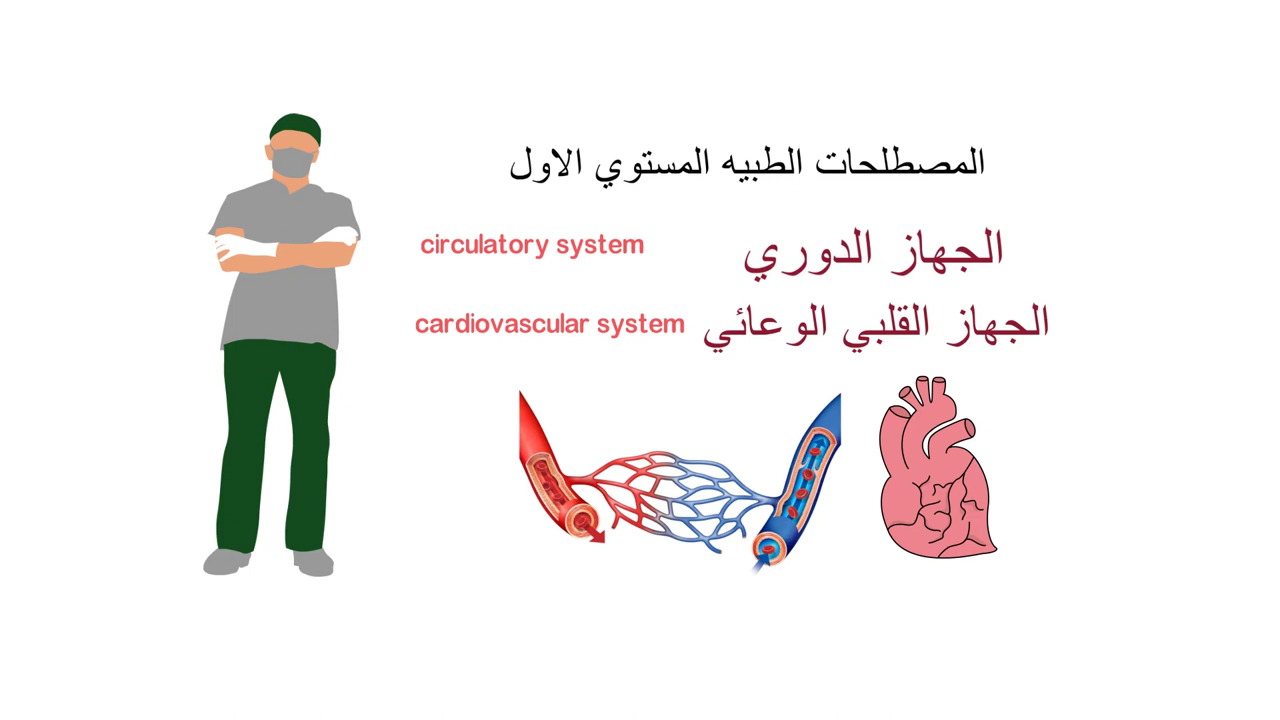 المصطلحات الطبيه المستوي الاول
circulatory system الجهاز الدوري
cardiovascular system الجهاز القلبي الوعائي